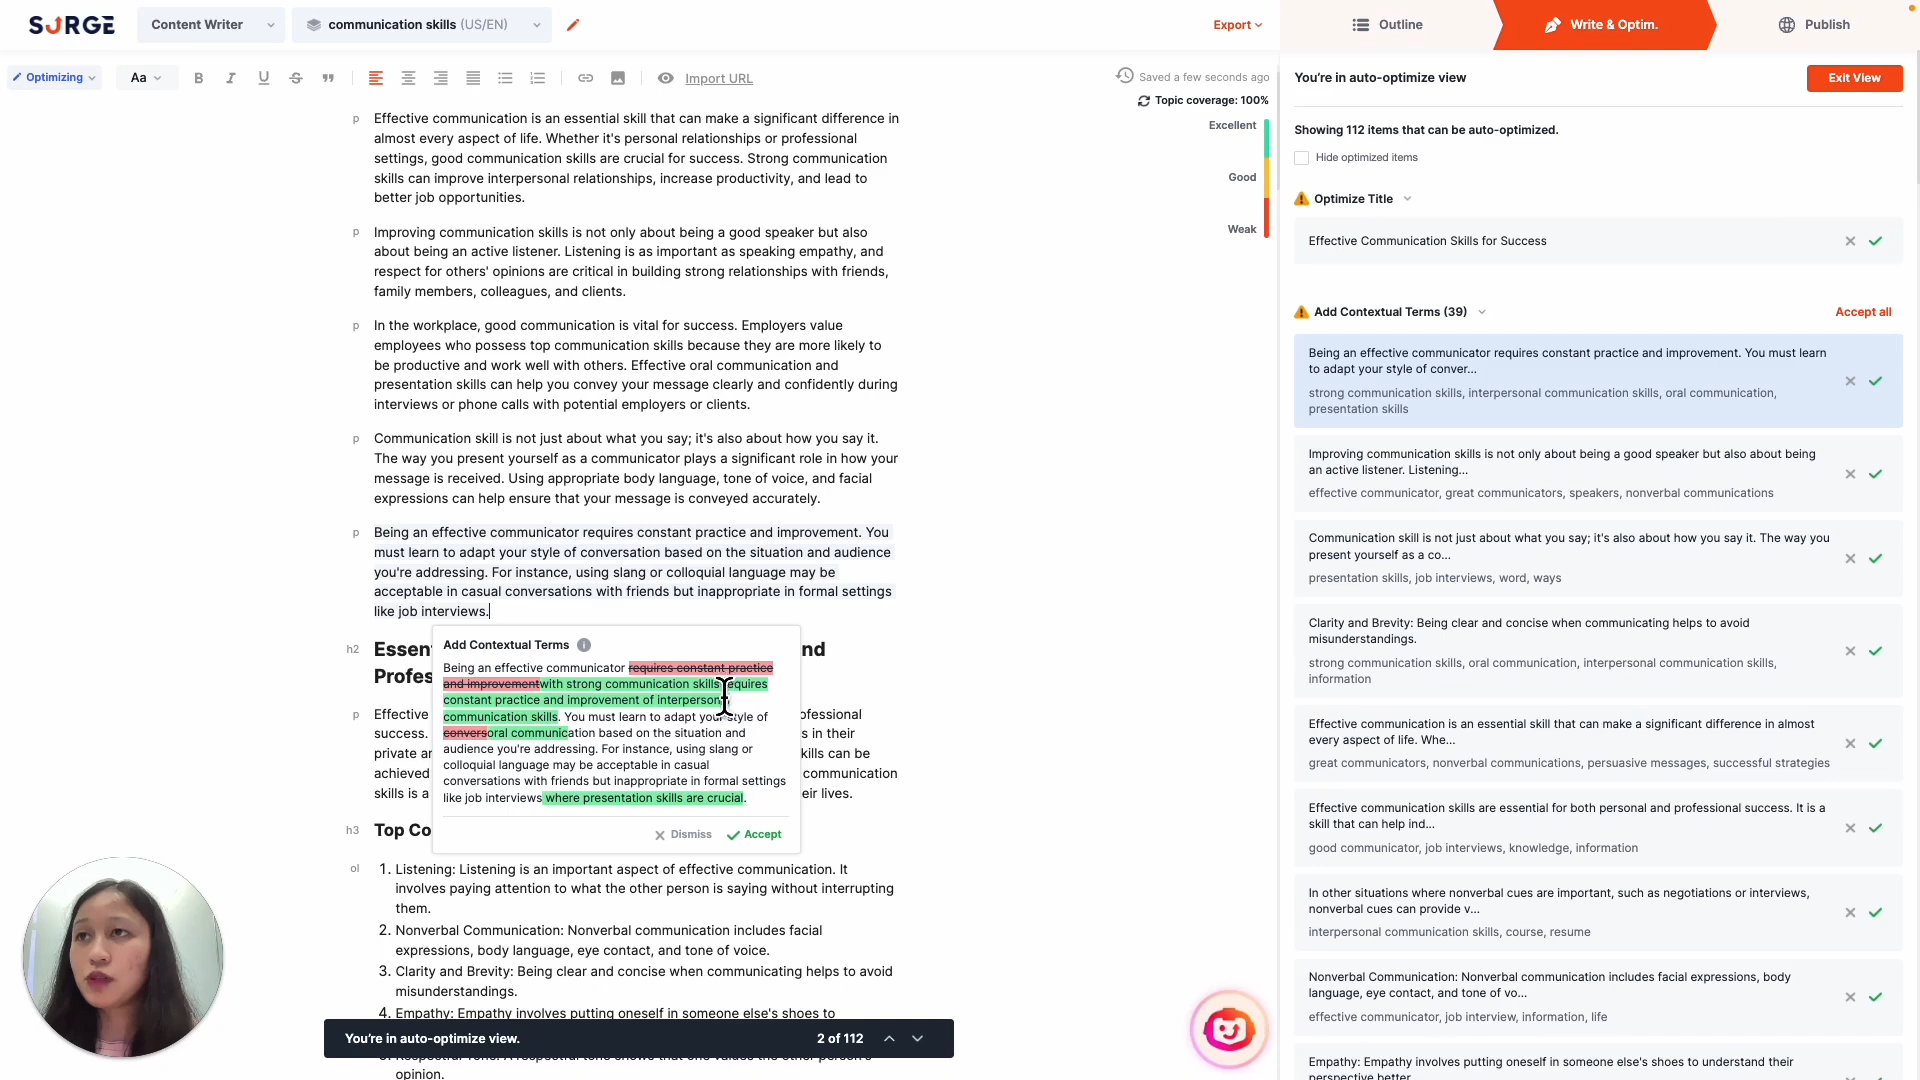 SURGE
Content Writer
communication skills (US/EN)
Export
Outline
Write & Optim.
Publish
Optimizing
Aa
B
I
U
S
Import URL
Saved a few seconds ago
Topic coverage: 100%
Excellent
Good
Weak
p
Effective communication is an essential skill that can make a significant difference in
almost every aspect of life. Whether it's personal relationships or professional
settings, good communication skills are crucial for success. Strong communication
skills can improve interpersonal relationships, increase productivity, and lead to
better job opportunities.
p
Improving communication skills is not only about being a good speaker but also
about being an active listener. Listening is as important as speaking empathy, and
respect for others' opinions are critical in building strong relationships with friends,
family members, colleagues, and clients.
p
In the workplace, good communication is vital for success. Employers value
employees who possess top communication skills because they are more likely to
be productive and work well with others. Effective oral communication and
presentation skills can help you convey your message clearly and confidently during
interviews or phone calls with potential employers or clients.
p
Communication skill is not just about what you say; it's also about how you say it.
The way you present yourself as a communicator plays a significant role in how your
message is received. Using appropriate body language, tone of voice, and facial
expressions can help ensure that your message is conveyed accurately.
p
Being an effective communicator requires constant practice and improvement. You
must learn to adapt your style of conversation based on the situation and audience
you're addressing. For instance, using slang or colloquial language may be
acceptable in casual conversations with friends but inappropriate in formal settings
like job interviews.
h2
Essen
nd
Profes
p
Effective
ofessional
success.
s in their
private ar
kills can be
achieved
communication
skills is a
eir lives.
h3
Top Co
Add Contextual Terms
Being an effective communicator requires constant practice
and improvementwith strong communication skills requires
constant practice and improvement of interpersonal
communication skills. You must learn to adapt your style of
conversoral communication based on the situation and
audience you're addressing. For instance, using slang or
colloquial language may be acceptable in casual
conversations with friends but inappropriate in formal settings
like job interviews where presentation skills are crucial.
Dismiss
Accept
ol
1. Listening: Listening is an important aspect of effective communication. It
involves paying attention to what the other person is saying without interrupting
them.
2. Nonverbal Communication: Nonverbal communication includes facial
expressions, body language, eye contact, and tone of voice.
3. Clarity and Brevity: Being clear and concise when communicating helps to avoid
misunderstandings.
4. Empathy: Empathy involves putting oneself in someone else's shoes to
opinion.
You're in auto-optimize view.
2 of 112
You're in auto-optimize view
Exit View
Showing 112 items that can be auto-optimized.
Hide optimized items
Optimize Title
Effective Communication Skills for Success
Add Contextual Terms (39)
Accept all
Being an effective communicator requires constant practice and improvement. You must learn
to adapt your style of conver...
strong communication skills, interpersonal communication skills, oral communication,
presentation skills
Improving communication skills is not only about being a good speaker but also about being
an active listener. Listening...
effective communicator, great communicators, speakers, nonverbal communications
Communication skill is not just about what you say; it's also about how you say it. The way you
present yourself as a co...
presentation skills, job interviews, word, ways
Clarity and Brevity: Being clear and concise when communicating helps to avoid
misunderstandings.
strong communication skills, oral communication, interpersonal communication skills,
information
Effective communication is an essential skill that can make a significant difference in almost
every aspect of life. Whe...
great communicators, nonverbal communications, persuasive messages, successful strategies
Effective communication skills are essential for both personal and professional success. It is a
skill that can help ind...
good communicator, job interviews, knowledge, information
In other situations where nonverbal cues are important, such as negotiations or interviews,
nonverbal cues can provide v...
interpersonal communication skills, course, resume
Nonverbal Communication: Nonverbal communication includes facial expressions, body
language, eye contact, and tone of vo...
effective communicator, job interview, information, life
Empathy: Empathy involves putting oneself in someone else's shoes to understand their
perspective better.